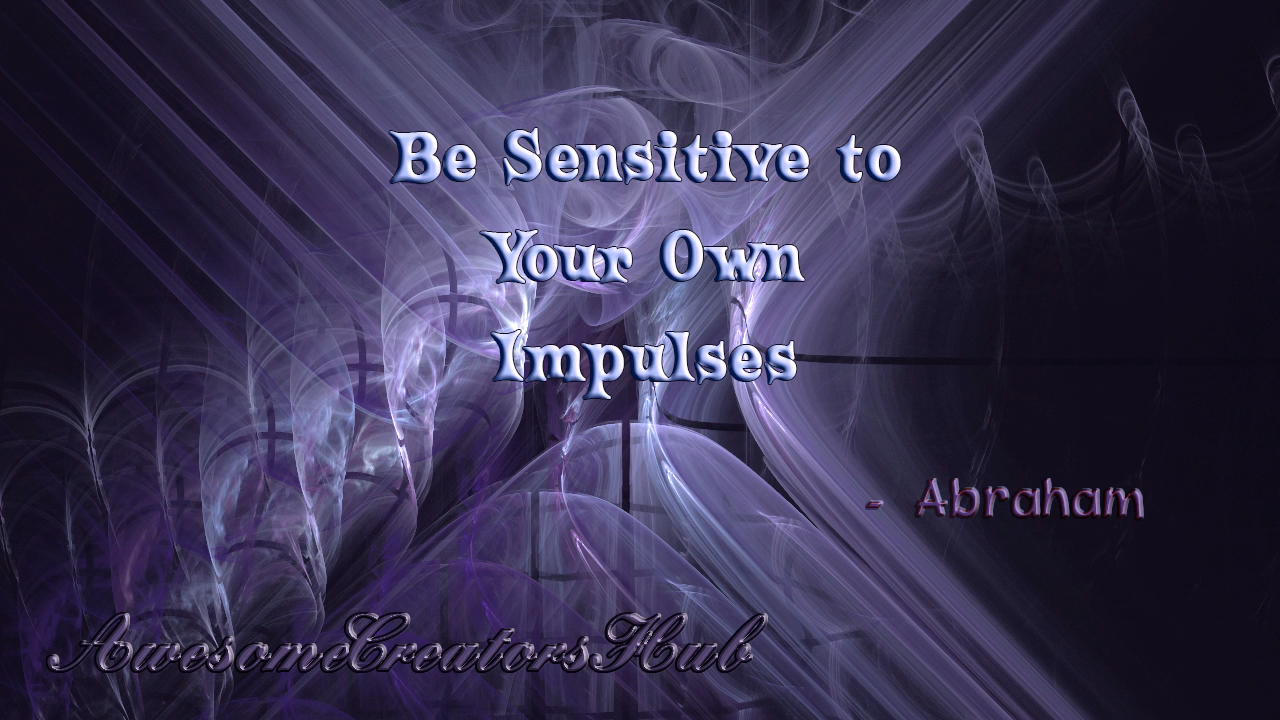 Be Sensitive to
Your Own
Impulses
- Abraham
AwesomeCreatorsHub